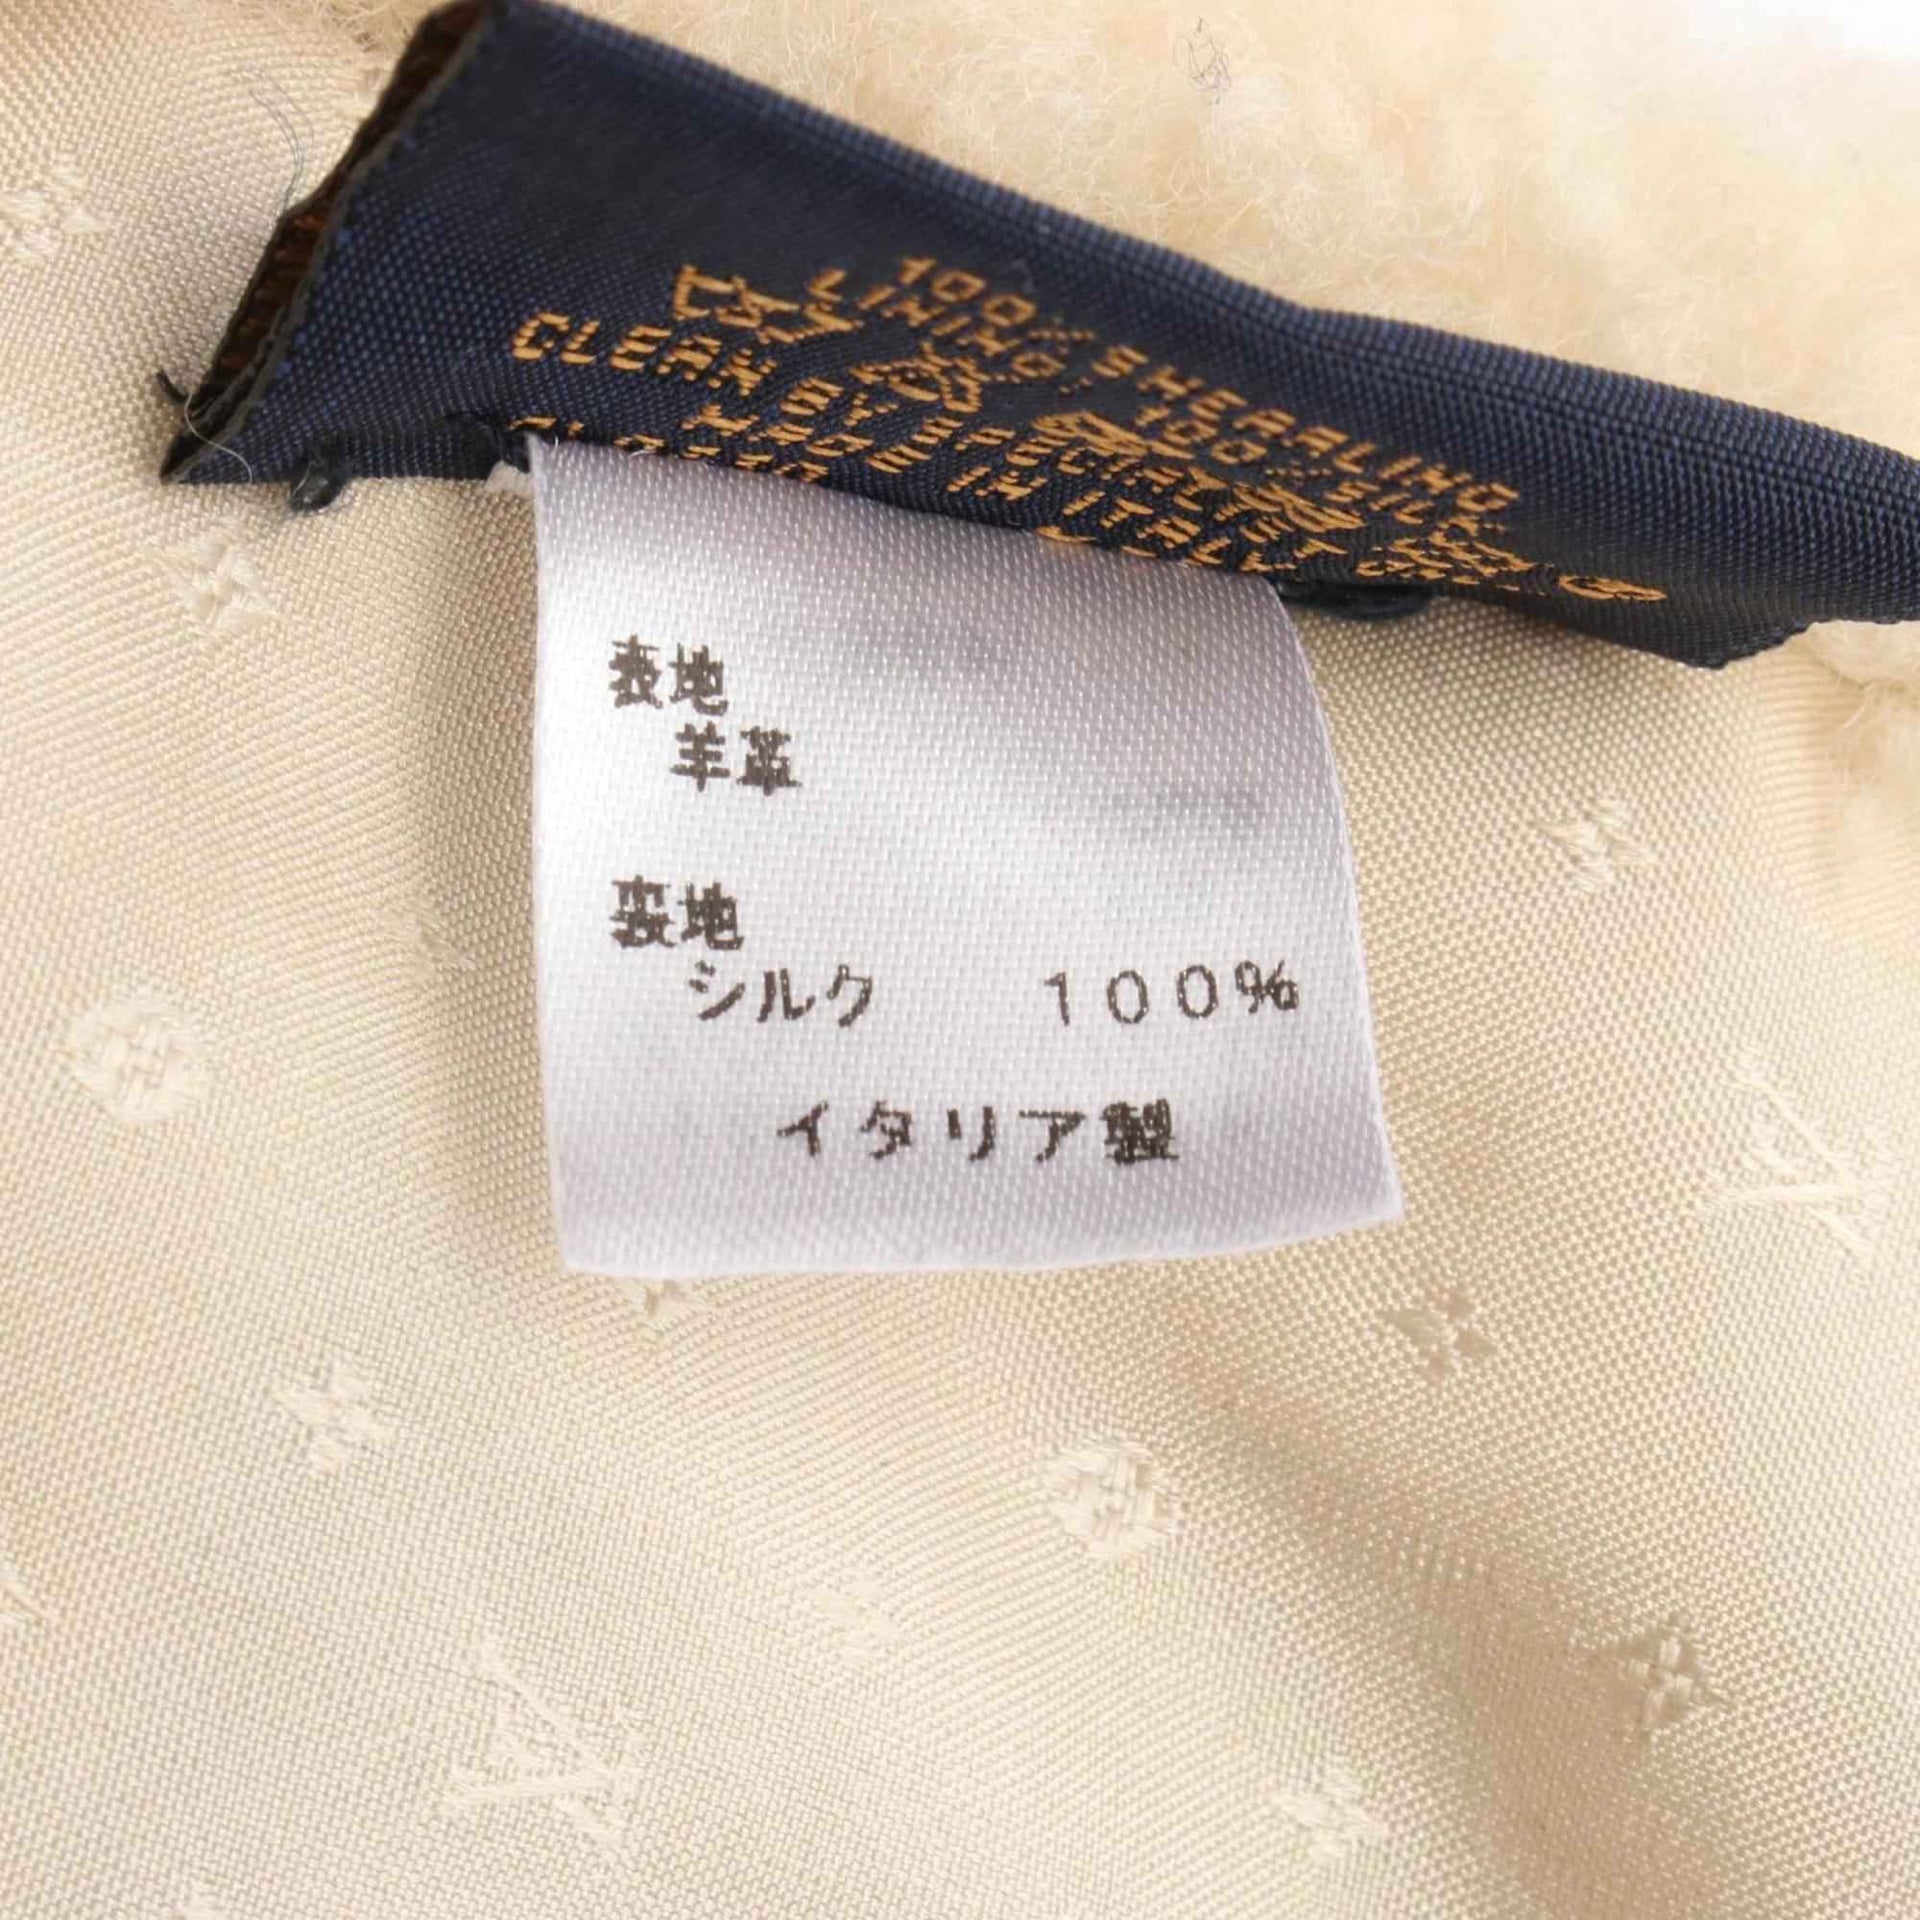 100% SHEARLING
LINING: 100% SILK
CLEAN BY SPECIALIST ONLY
MADE IN ITALY
表地
羊革
裏地
シルク 100%
イタリア製